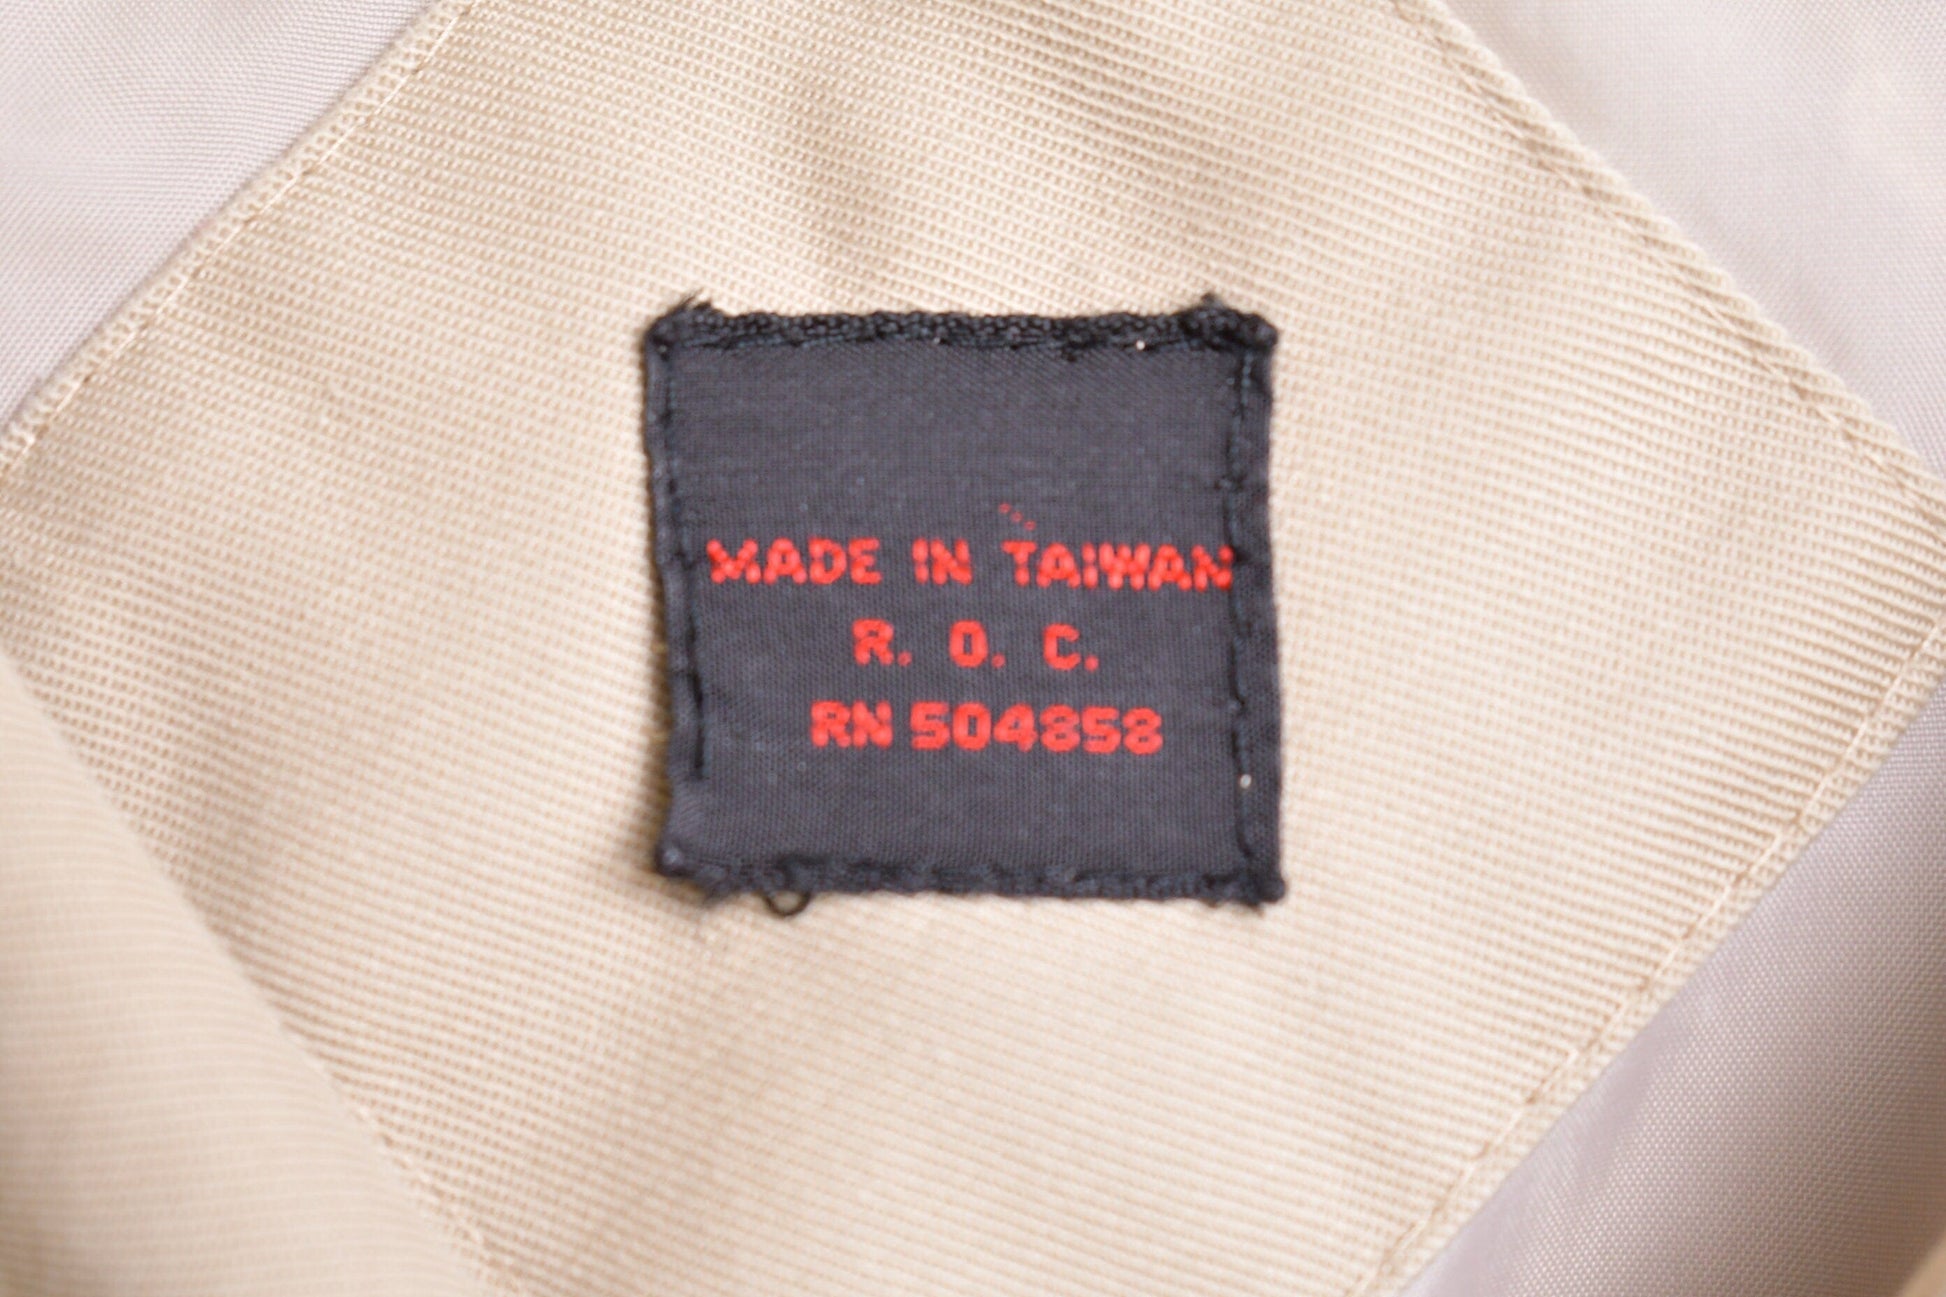 MADE IN TAIWAN
R. O. C.
RN 504858